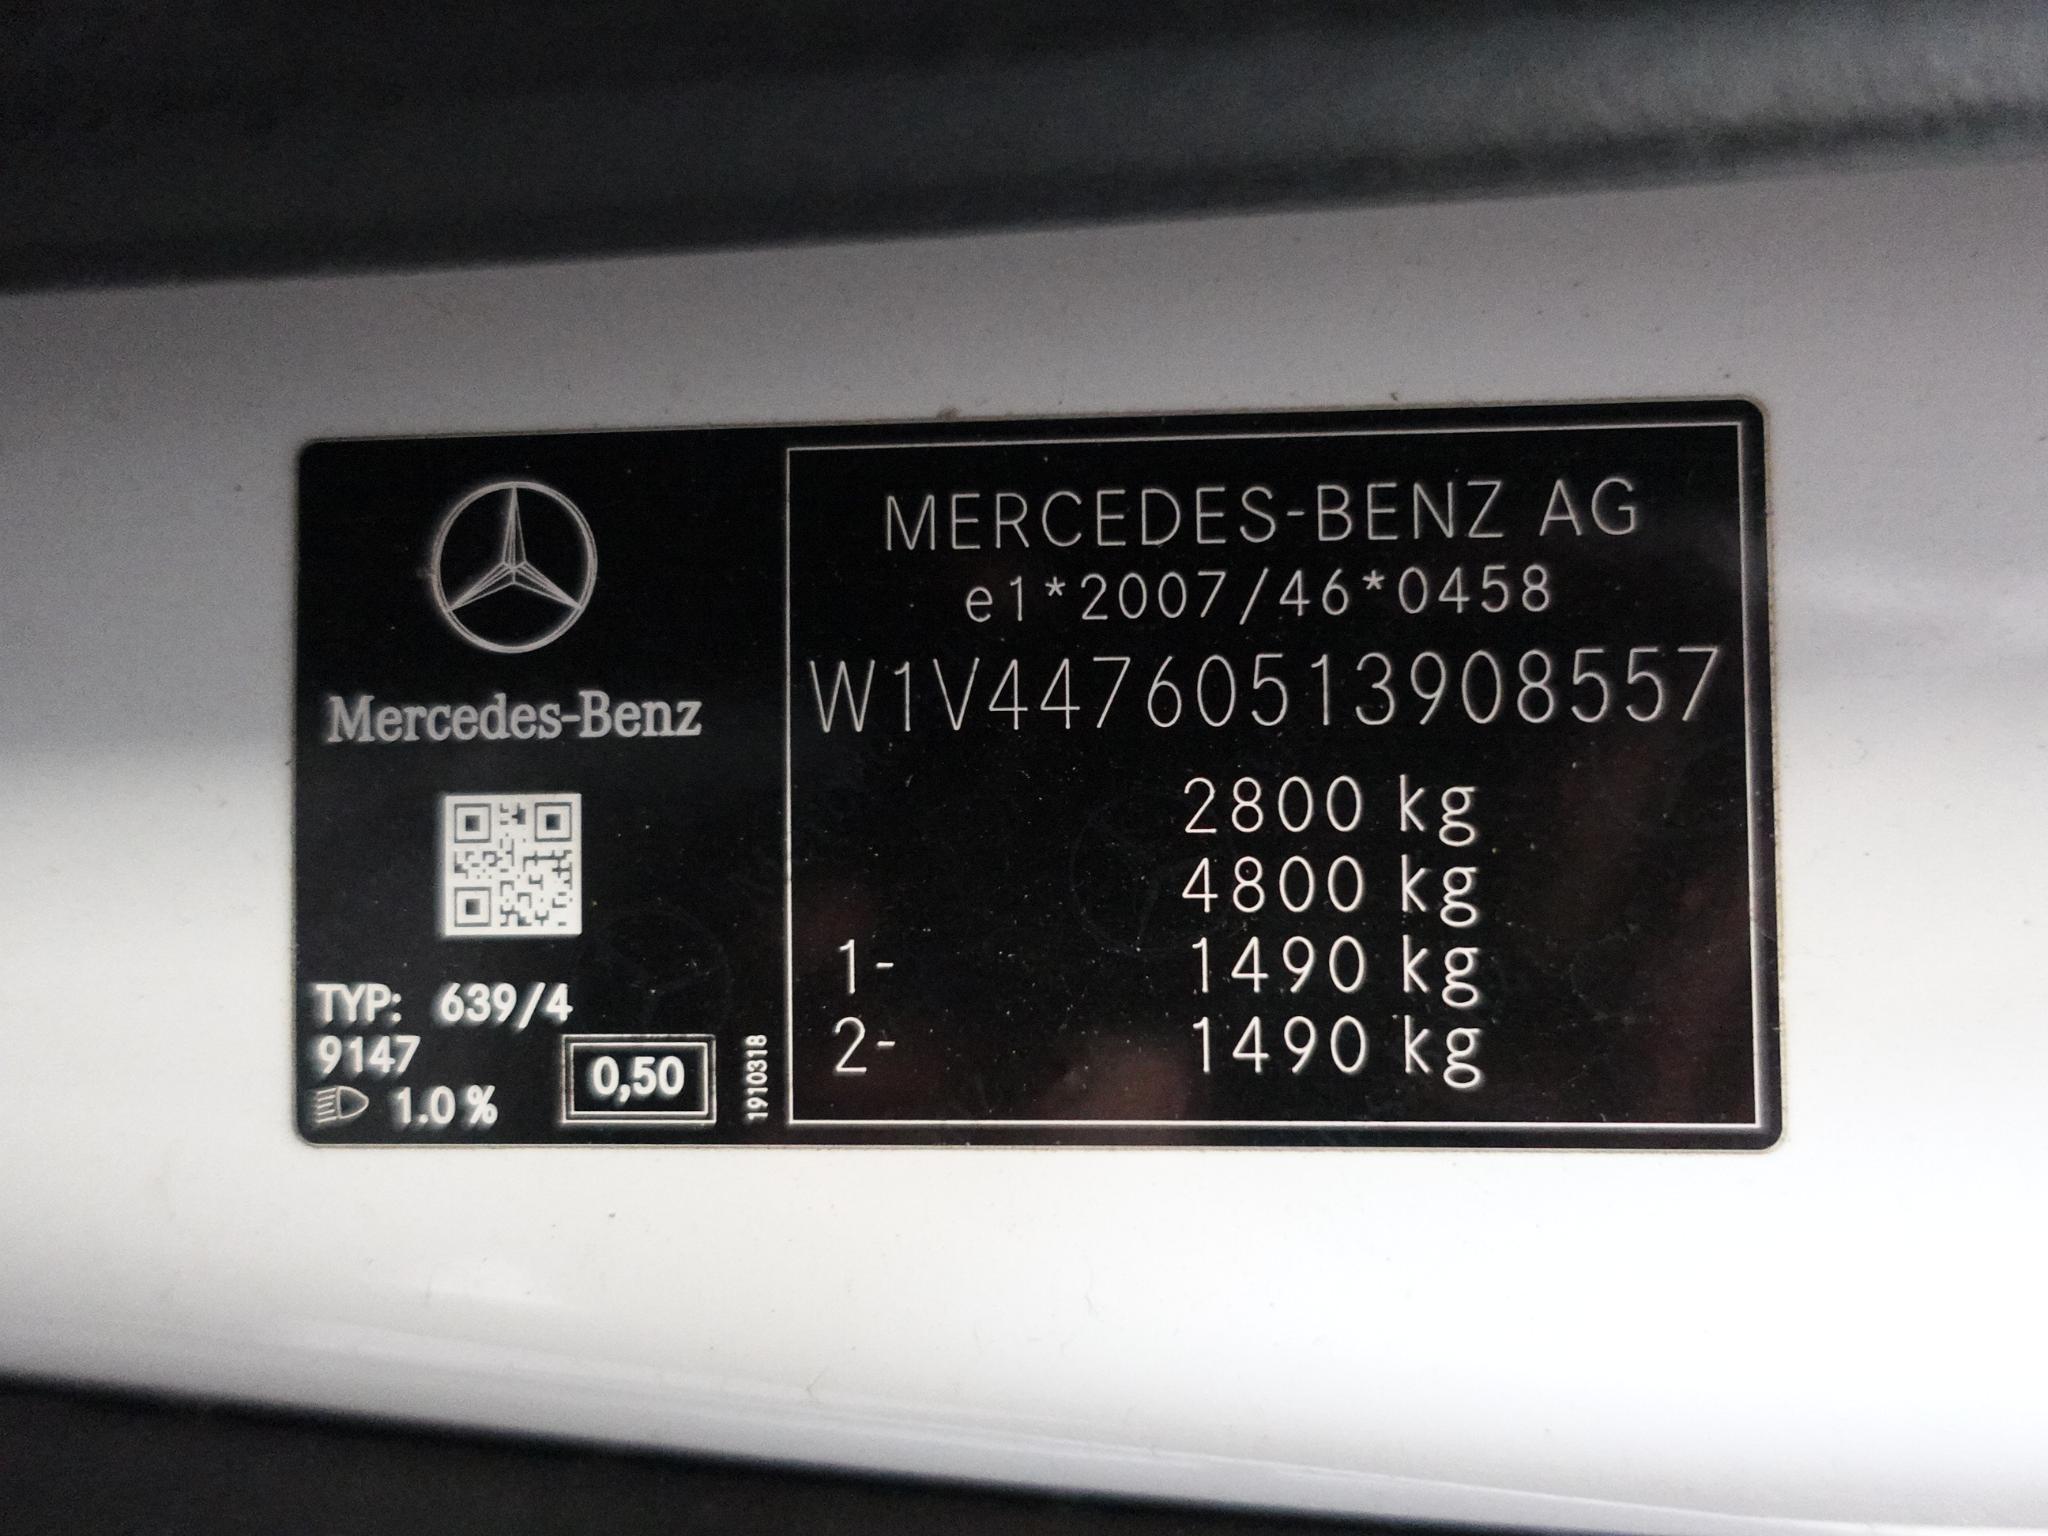 Mercedes-Benz
TYP: 639/4
9147
1.0 %
0,50
1910318
MERCEDES-BENZ AG
e1*2007/46*0458
W1V44760513908557
2800 kg
4800 kg
1- 1490 kg
2- 1490 kg